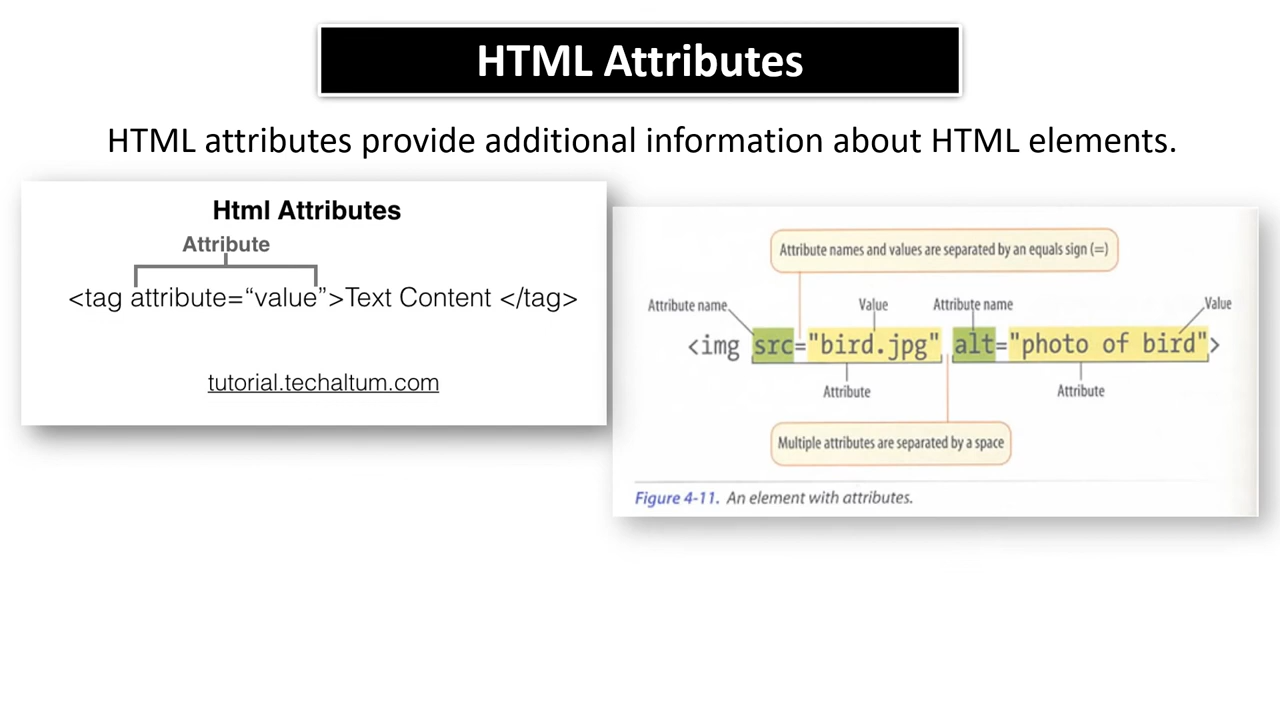 HTML Attributes
HTML attributes provide additional information about HTML elements.
Html Attributes
Attribute
<tag attribute=“value”>Text Content </tag>
tutorial.techaltum.com
Attribute names and values are separated by an equals sign (=)
Attribute name Value Attribute name Value
<img src="bird.jpg" alt="photo of bird">
Attribute Attribute
Multiple attributes are separated by a space
Figure 4-11. An element with attributes.